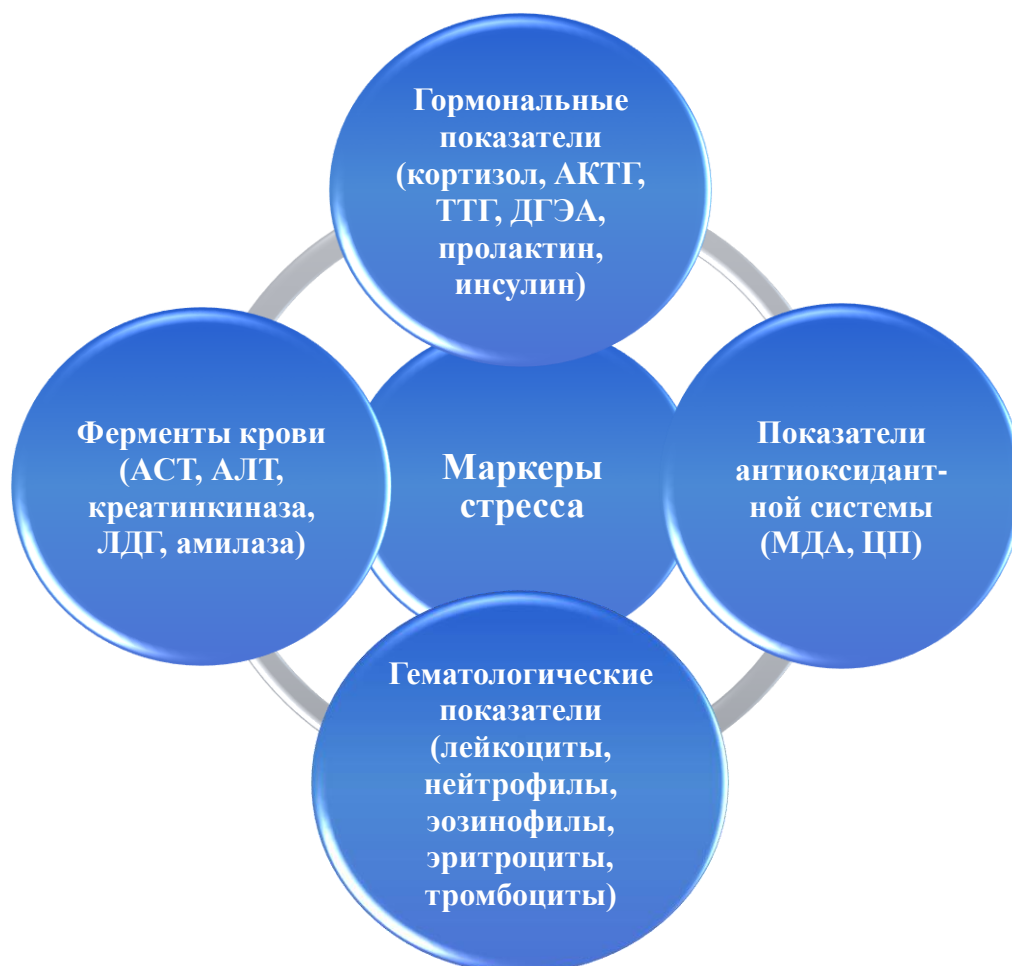 Гормональные
показатели
(кортизол, АКТГ,
ТТГ, ДГЭА,
пролактин,
инсулин)
Ферменты крови
(АСТ, АЛТ,
креатинкиназа,
ЛДГ, амилаза)
Маркеры
стресса
Показатели
антиоксидант-
ной системы
(МДА, ЦП)
Гематологические
показатели
(лейкоциты,
нейтрофилы,
эозинофилы,
эритроциты,
тромбоциты)